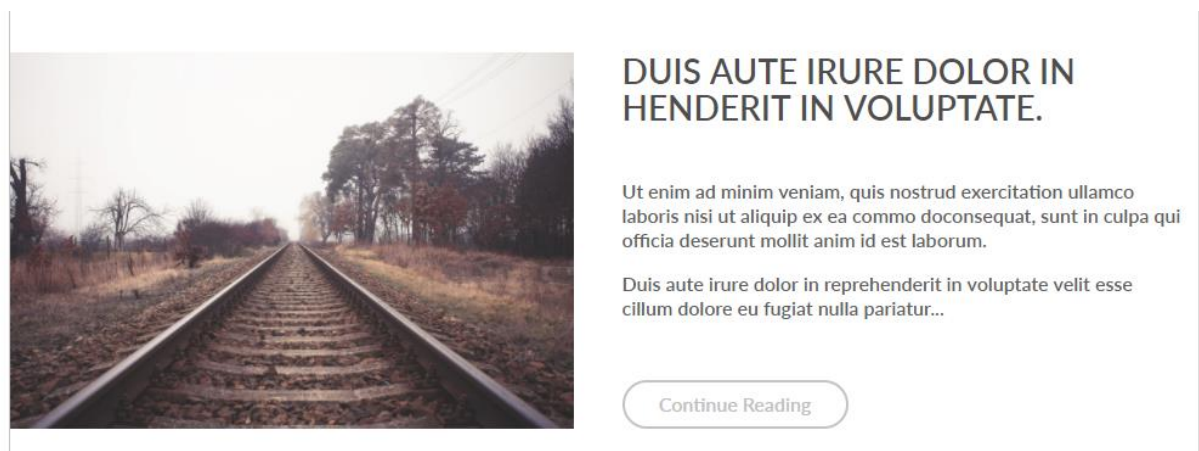 DUIS AUTE IRURE DOLOR IN
HENDERIT IN VOLUPTATE.
Ut enim ad minim veniam, quis nostrud exercitation ullamco
laboris nisi ut aliquip ex ea commo doconsequat, sunt in culpa qui
officia deserunt mollit anim id est laborum.
Duis aute irure dolor in reprehenderit in voluptate velit esse
cillum dolore eu fugiat nulla pariatur...
Continue Reading